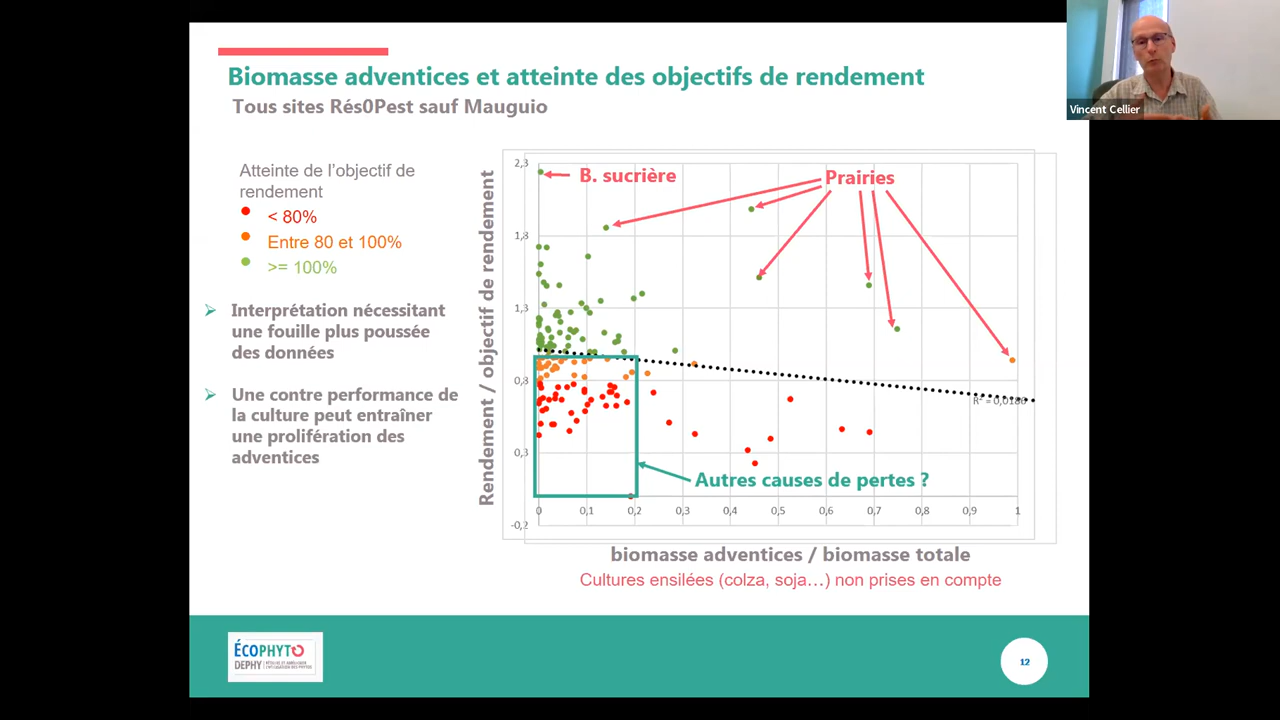 Biomasse adventices et atteinte des objectifs de rendement
Tous sites Rés0Pest sauf Mauguio
Vincent Cellier
Atteinte de l'objectif de
rendement
< 80%
Entre 80 et 100%
>= 100%
Interprétation nécessitant
une fouille plus poussée
des données
Une contre performance de
la culture peut entraîner
une prolifération des
adventices
Rendement / objectif de rendement
2,3
1,8
1,3
0,8
0,3
-0,2
B. sucrière
Prairies
R² = 0,0186
Autres causes de pertes ?
0 0,1 0,2 0,3 0,4 0,5 0,6 0,7 0,8 0,9 1
biomasse adventices / biomasse totale
Cultures ensilées (colza, soja…) non prises en compte
ÉCOPHYTO
DEPHY
12